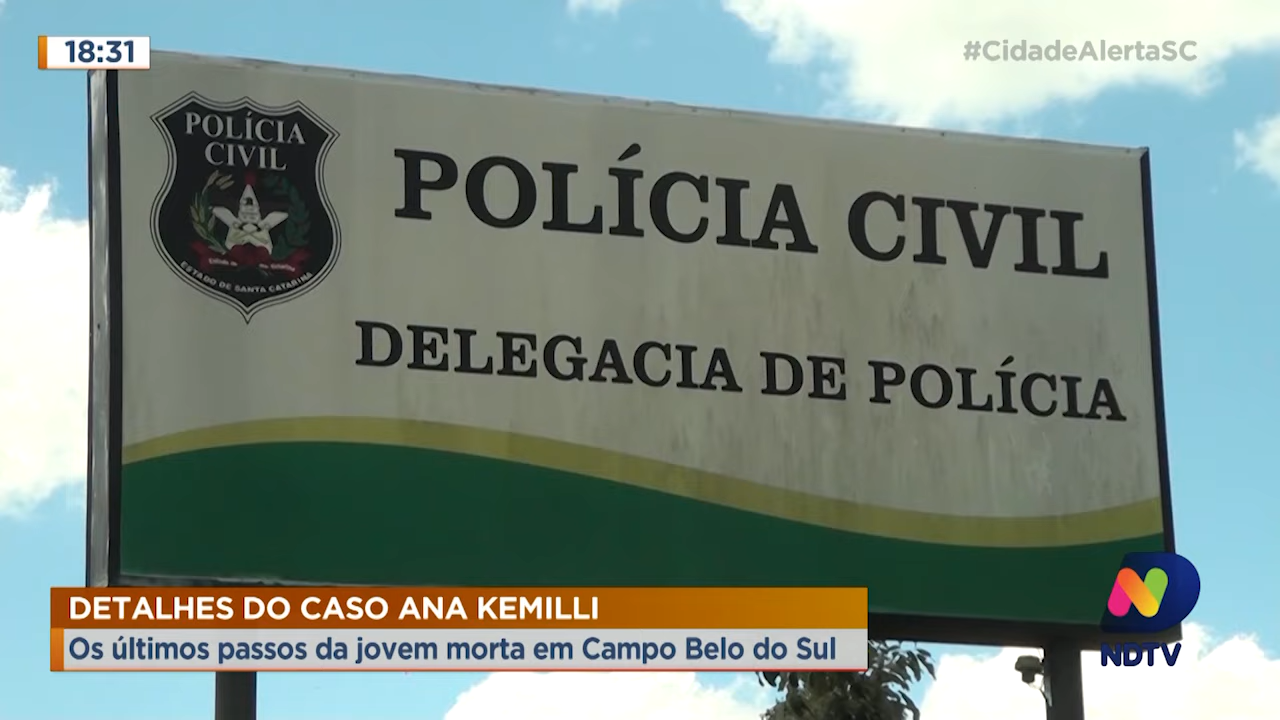 18:31
#CidadeAlertaSC
POLÍCIA
CIVIL
ESTADO DE SANTA CATARINA
POLÍCIA CIVIL
DELEGACIA DE POLÍCIA
DETALHES DO CASO ANA KEMILLI
Os últimos passos da jovem morta em Campo Belo do Sul
NDTV